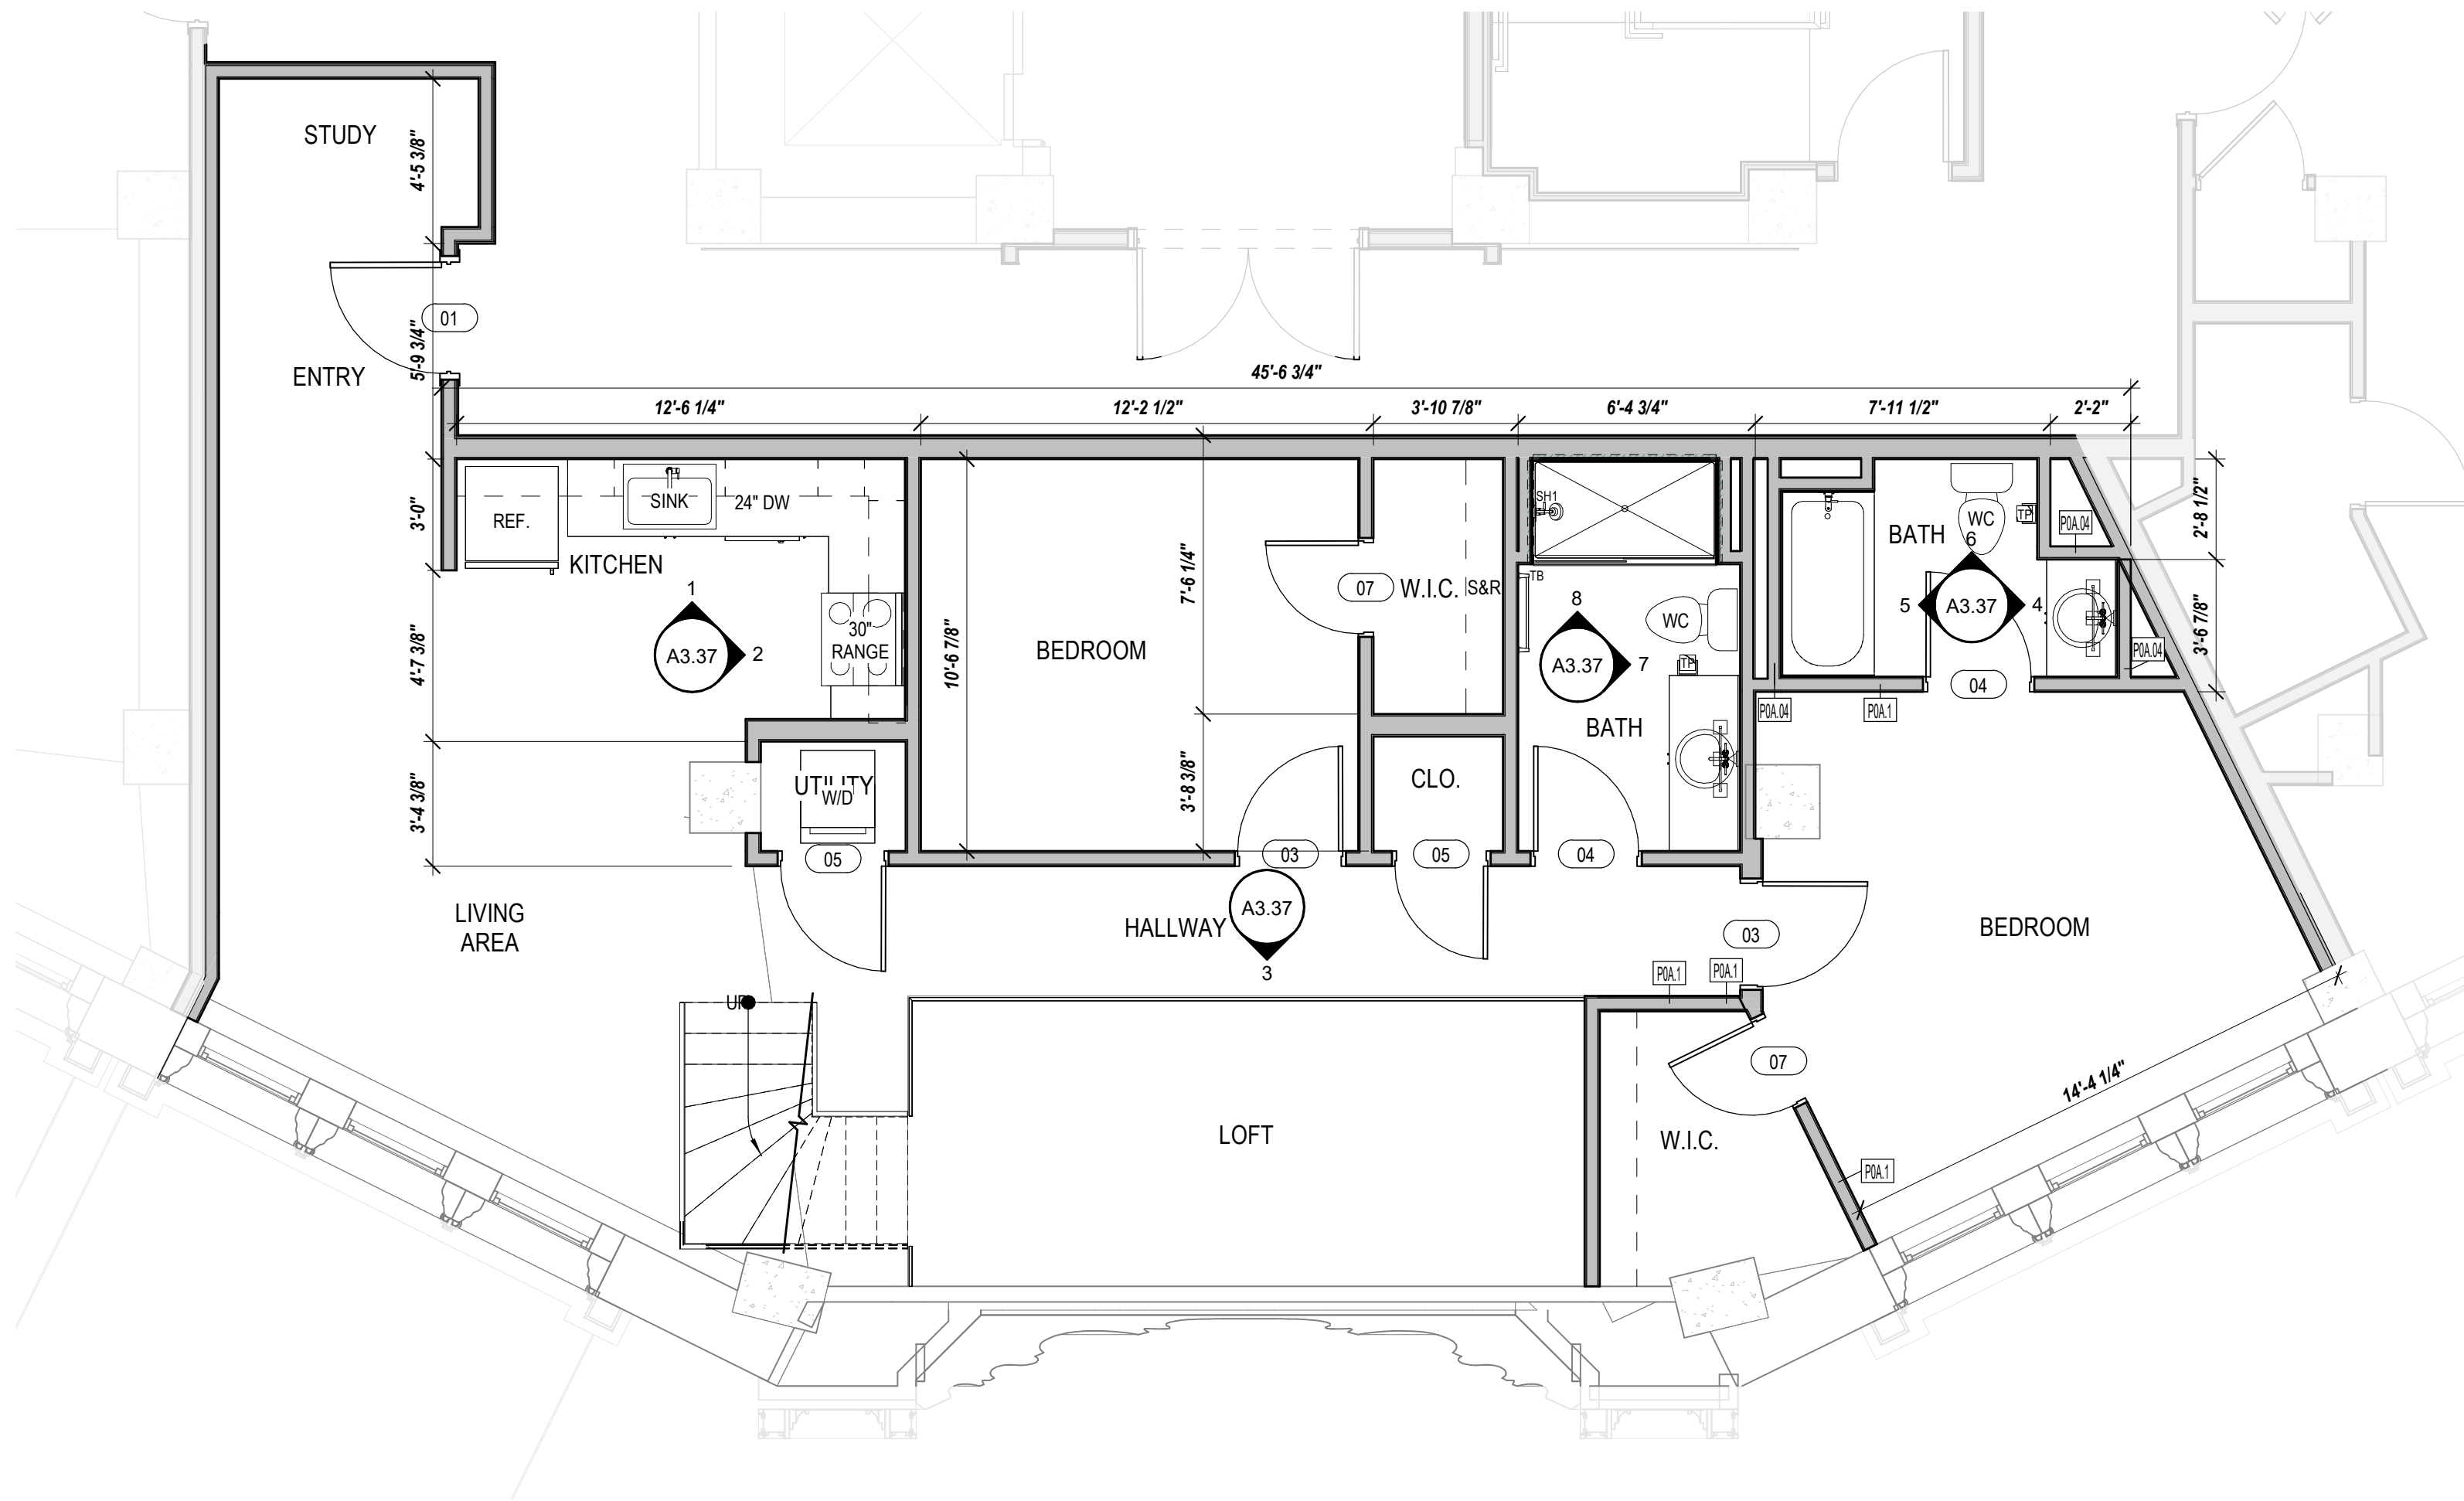 STUDY
4'-5 3/8"
01
5'-9 3/4"
ENTRY
45'-6 3/4"
12'-6 1/4"
12'-2 1/2"
3'-10 7/8"
6'-4 3/4"
7'-11 1/2"
2'-2"
3'-0"
REF.
SINK
24" DW
KITCHEN
1
A3.37
2
30"
RANGE
4'-7 3/8"
10'-6 7/8"
BEDROOM
7'-6 1/4"
07
W.I.C.
S&R
SH1
TB
8
A3.37
7
WC
TP
BATH
BATH
WC
TP
6
5
A3.37
4
P0A.04
2'-8 1/2"
3'-6 7/8"
P0A.04
04
P0A.04
P0A.1
3'-4 3/8"
UTILITY
W/D
05
3'-8 3/8"
03
CLO.
05
04
LIVING
AREA
HALLWAY
A3.37
3
03
BEDROOM
P0A.1
P0A.1
UP
07
14'-4 1/4"
LOFT
W.I.C.
P0A.1